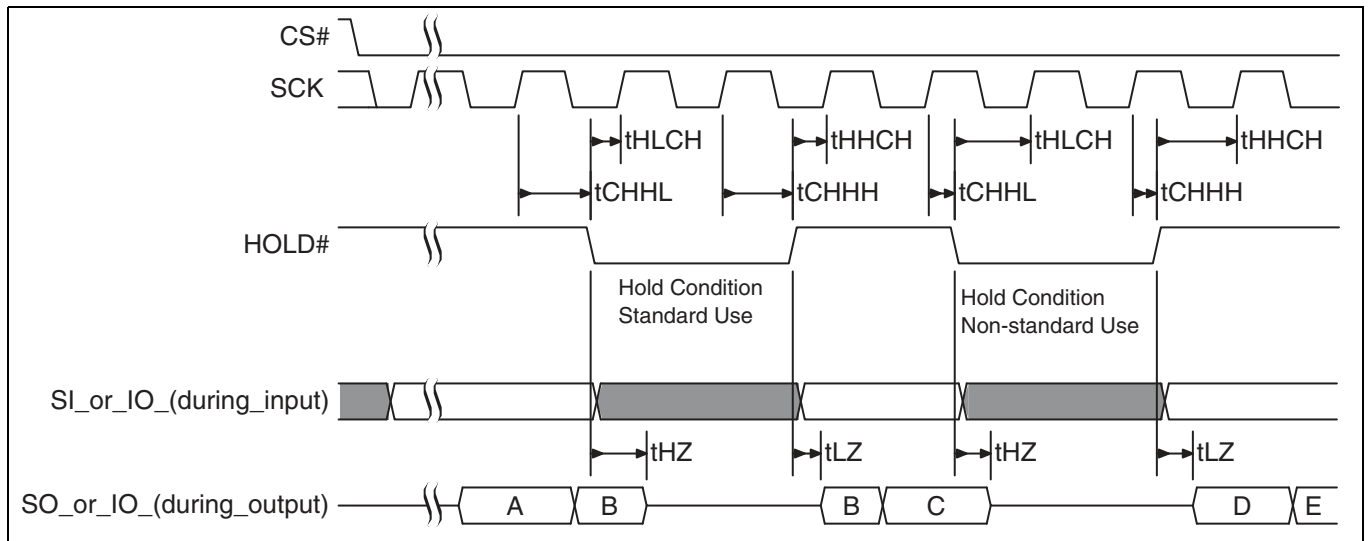 CS#
SCK
tHLCH
tHHCH
tHLCH
tHHCH
tCHHL
tCHHH
tCHHL
tCHHH
HOLD#
Hold Condition
Standard Use
Hold Condition
Non-standard Use
SI_or_IO_(during_input)
tHZ
tLZ
tHZ
tLZ
SO_or_IO_(during_output)
A
B
B
C
D
E